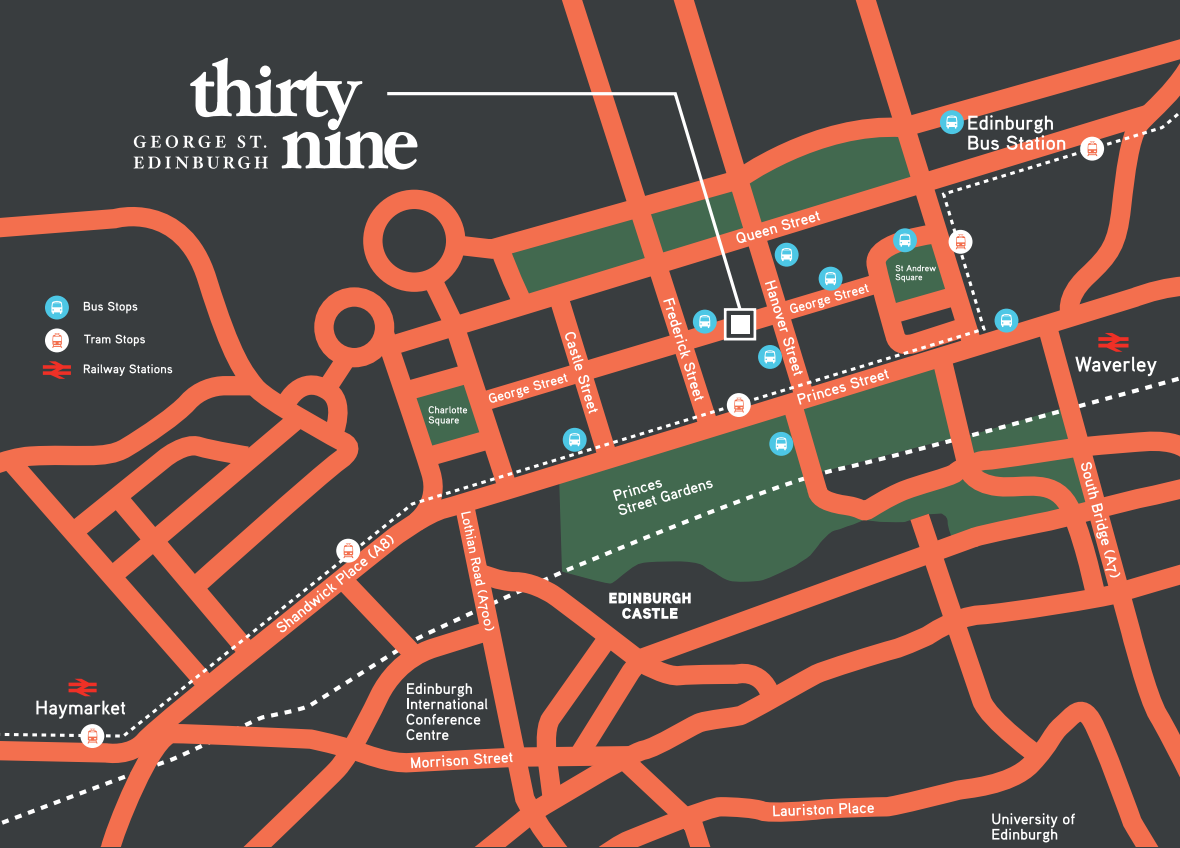 thirty
GEORGE ST.
EDINBURGH
nine
Edinburgh
Bus Station
Queen Street
St Andrew
Square
Bus Stops
Tram Stops
Railway Stations
Hanover Street
George Street
Frederick Street
Castle Street
George Street
Charlotte
Square
Princes Street
Waverley
Princes
Street Gardens
South Bridge (A7)
Lothian Road (A700)
Shandwick Place (A8)
EDINBURGH
CASTLE
Haymarket
Edinburgh
International
Conference
Centre
Morrison Street
Lauriston Place
University of
Edinburgh